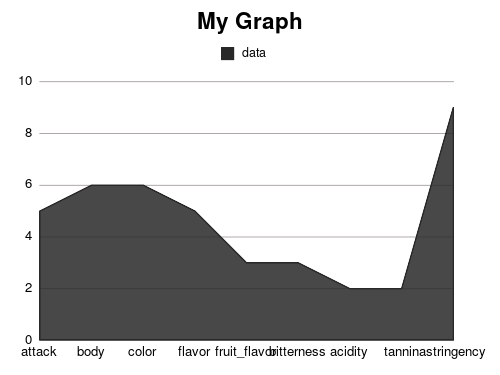 My Graph
data
10
8
6
4
2
0
attack body color flavor fruit_flavor bitterness acidity tannin astringency